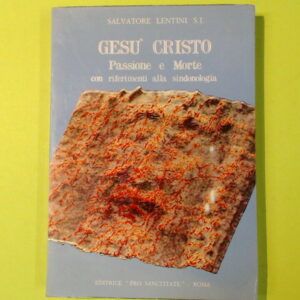 SALVATORE LENTINI S.I.
GESU' CRISTO
Passione e Morte
con riferimenti alla sindonologia
EDITRICE "PRO SANCTITATE" - ROMA